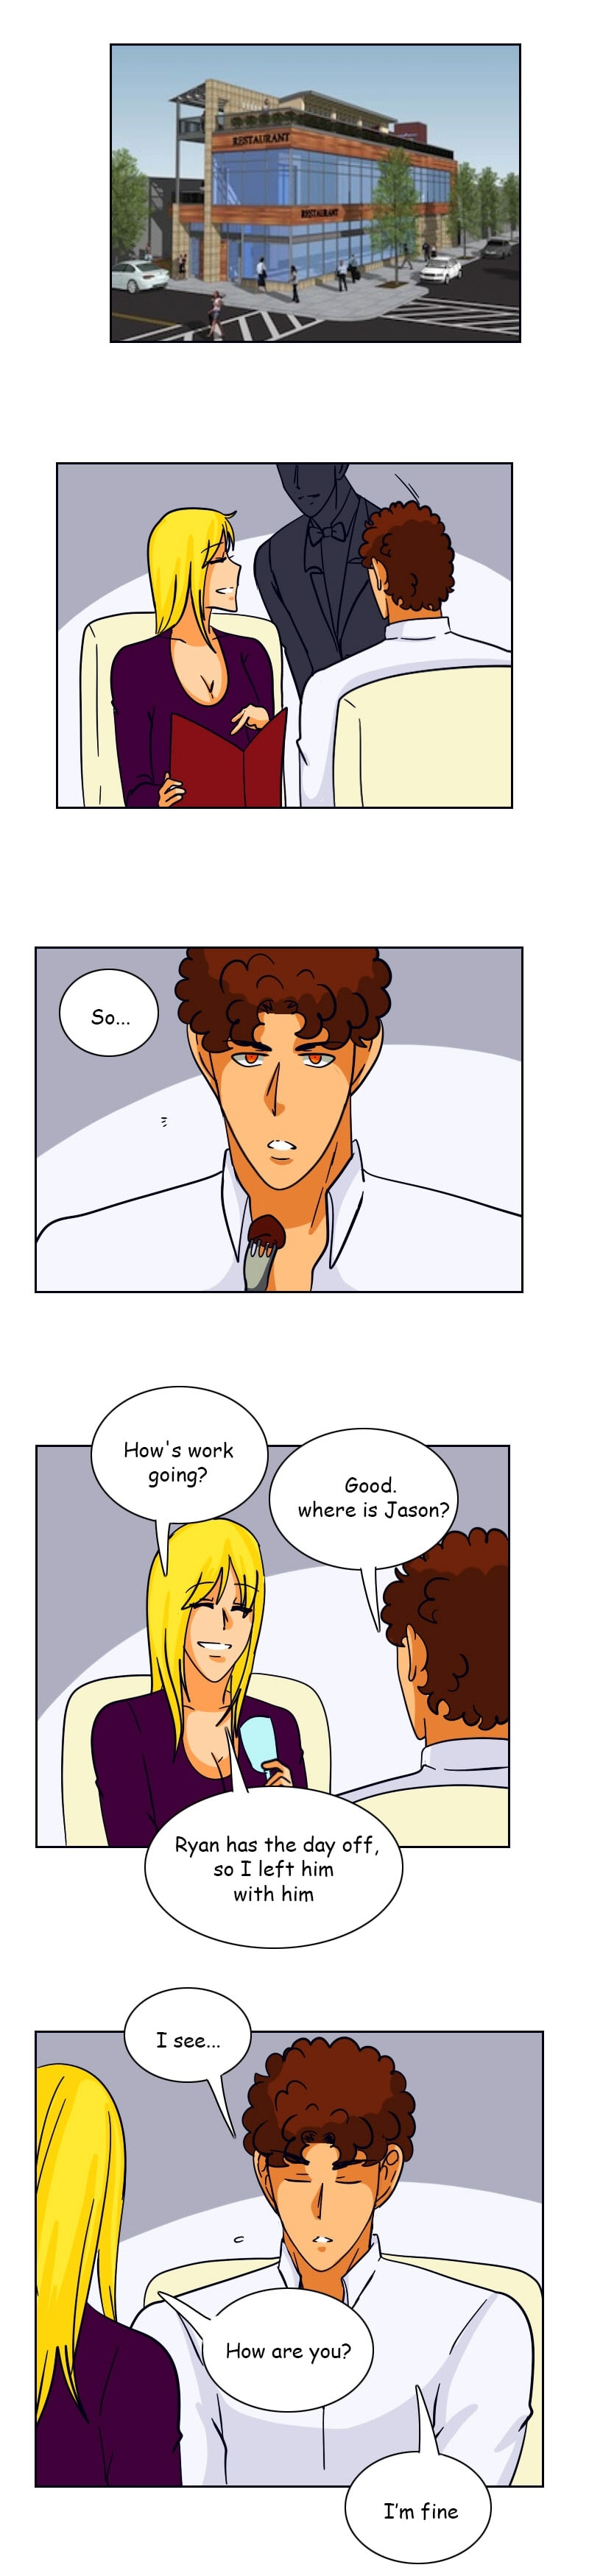 RESTAURANT
RESTAURANT
So...
How's work
going?
Good.
where is Jason?
Ryan has the day off,
so I left him
with him
I see...
How are you?
I'm fine